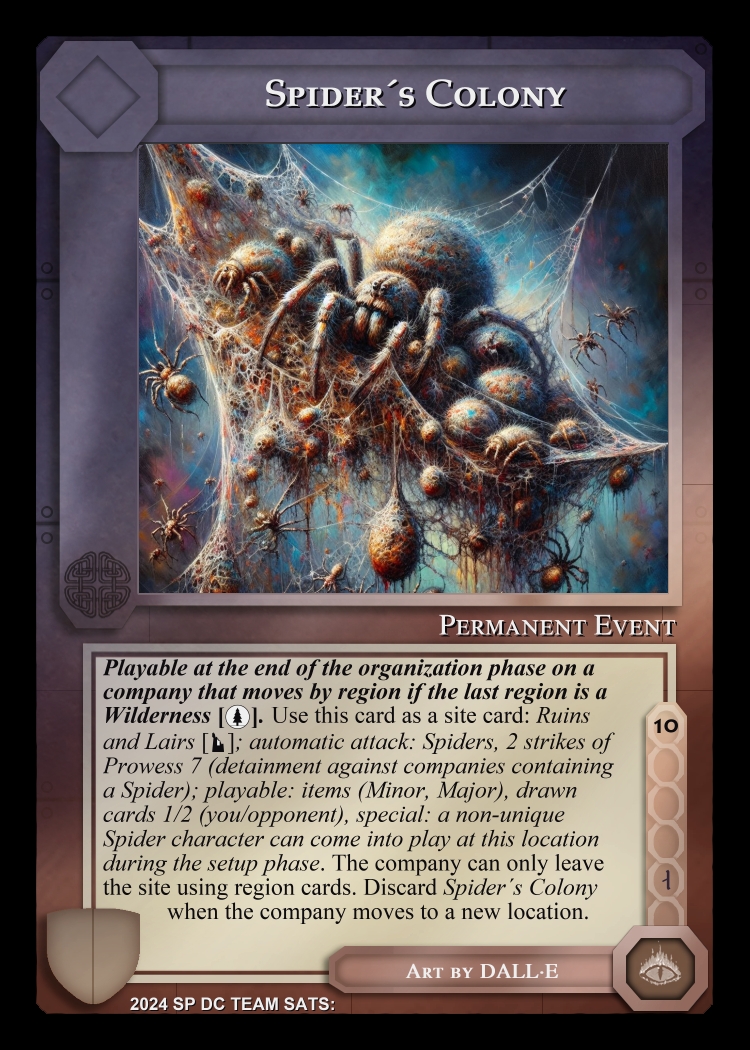 Spider´s Colony
Permanent Event
Playable at the end of the organization phase on a
company that moves by region if the last region is a
Wilderness []. Use this card as a site card: Ruins
and Lairs []; automatic attack: Spiders, 2 strikes of
Prowess 7 (detainment against companies containing
a Spider); playable: items (Minor, Major), drawn
cards 1/2 (you/opponent), special: a non-unique
Spider character can come into play at this location
during the setup phase. The company can only leave
the site using region cards. Discard Spider´s Colony
when the company moves to a new location.
10
Art by DALL·E
2024 SP DC TEAM SATS: